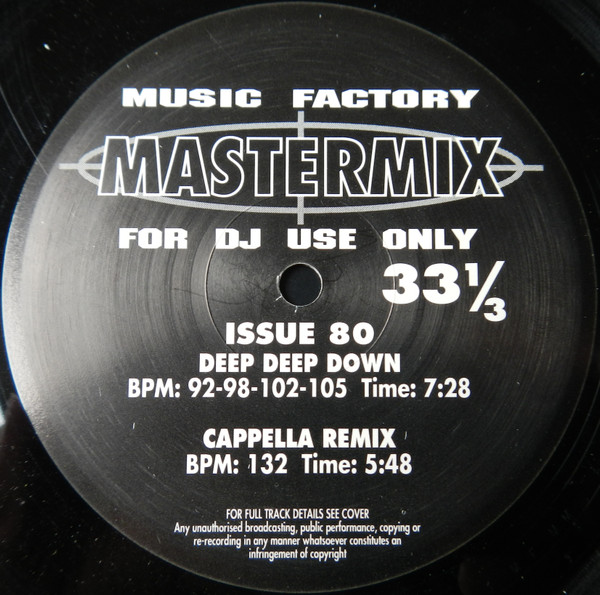 MUSIC FACTORY
MASTERMIX
FOR DJ USE ONLY
33⅓
ISSUE 80
DEEP DEEP DOWN
BPM: 92-98-102-105 Time: 7:28
CAPPELLA REMIX
BPM: 132 Time: 5:48
FOR FULL TRACK DETAILS SEE COVER
Any unauthorised broadcasting, public performance, copying or
re-recording in any manner whatsoever constitutes an
infringement of copyright